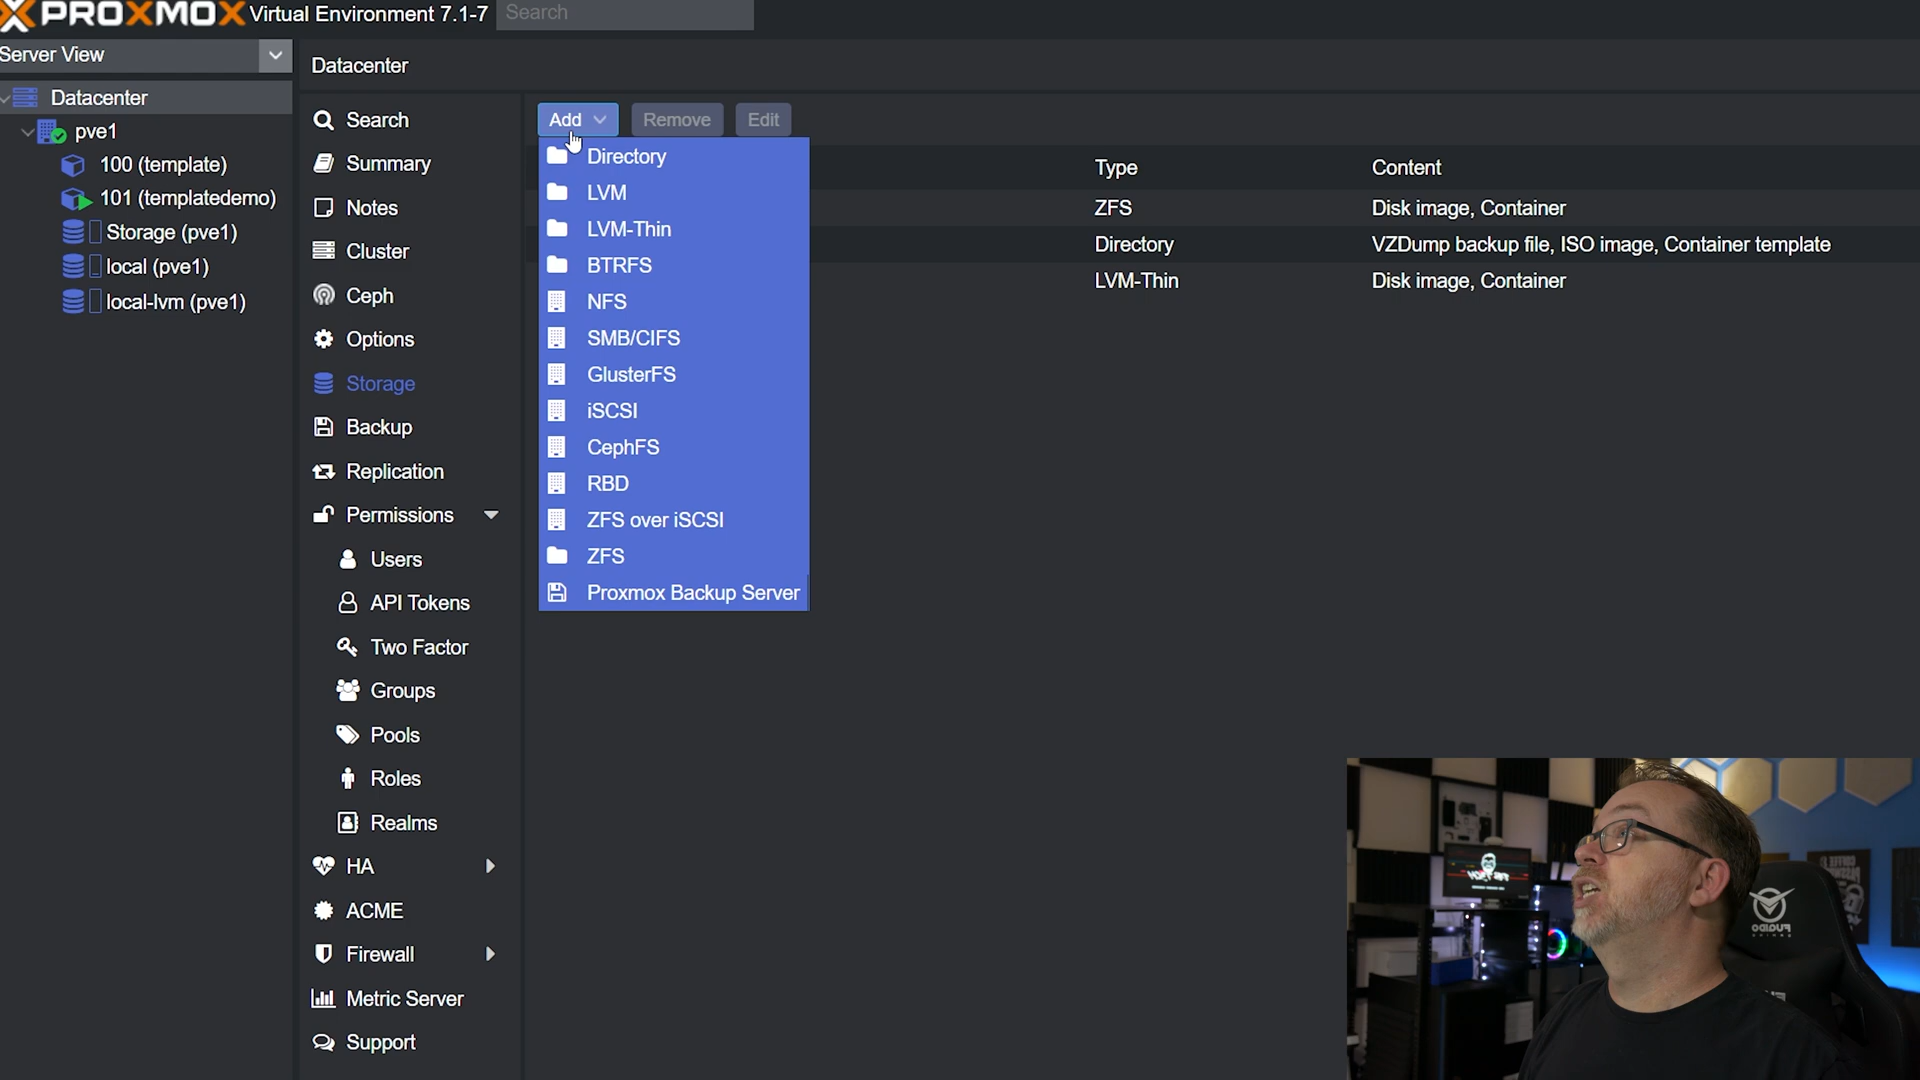 PROXMOX Virtual Environment 7.1-7 Search
Server View
Datacenter
pve1
100 (template)
101 (templatedemo)
Storage (pve1)
local (pve1)
local-lvm (pve1)
Datacenter
Search
Summary
Notes
Cluster
Ceph
Options
Storage
Backup
Replication
Permissions
Users
API Tokens
Two Factor
Groups
Pools
Roles
Realms
HA
ACME
Firewall
Metric Server
Support
Add Remove Edit
Directory
LVM
LVM-Thin
BTRFS
NFS
SMB/CIFS
GlusterFS
iSCSI
CephFS
RBD
ZFS over iSCSI
ZFS
Proxmox Backup Server
Type Content
ZFS Disk image, Container
Directory VZDump backup file, ISO image, Container template
LVM-Thin Disk image, Container